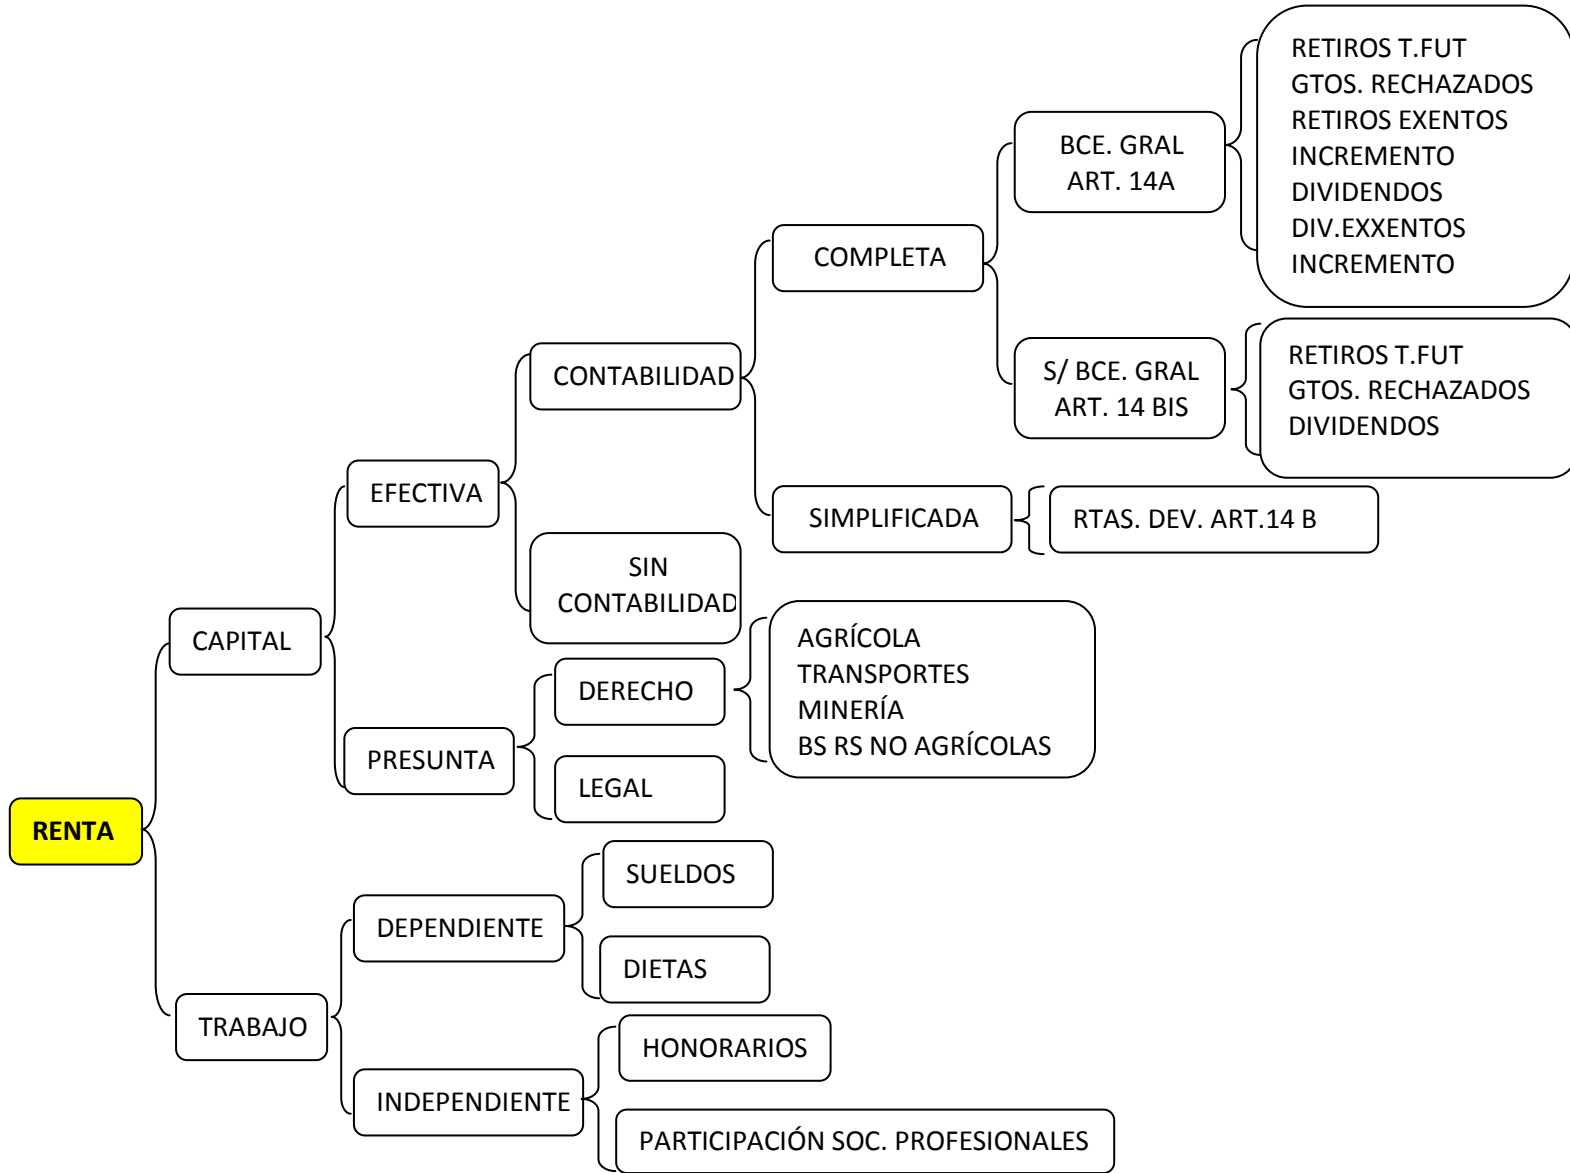 RETIROS T.FUT
GTOS. RECHAZADOS
RETIROS EXENTOS
INCREMENTO
DIVIDENDOS
DIV.EXXENTOS
INCREMENTO
BCE. GRAL
ART. 14A
COMPLETA
S/ BCE. GRAL
ART. 14 BIS
RETIROS T.FUT
GTOS. RECHAZADOS
DIVIDENDOS
CONTABILIDAD
EFECTIVA
SIMPLIFICADA
RTAS. DEV. ART.14 B
SIN
CONTABILIDAD
CAPITAL
AGRÍCOLA
TRANSPORTES
MINERÍA
BS RS NO AGRÍCOLAS
DERECHO
PRESUNTA
LEGAL
RENTA
SUELDOS
DEPENDIENTE
DIETAS
TRABAJO
HONORARIOS
INDEPENDIENTE
PARTICIPACIÓN SOC. PROFESIONALES